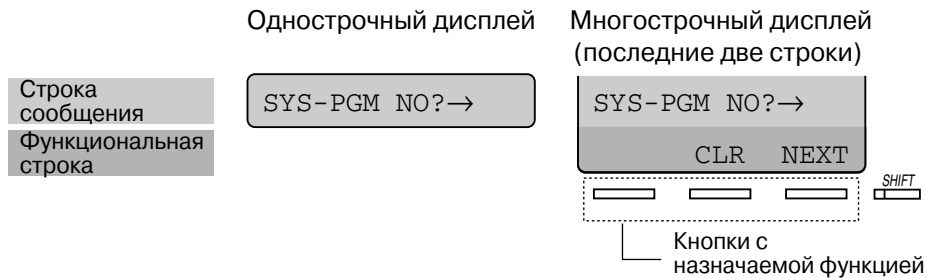 Однострочный дисплей
Многострочный дисплей
(последние две строки)
Строка
сообщения
SYS-PGM NO?→
SYS-PGM NO?→
Функциональная
строка
CLR NEXT
SHIFT
Кнопки с
назначаемой функцией